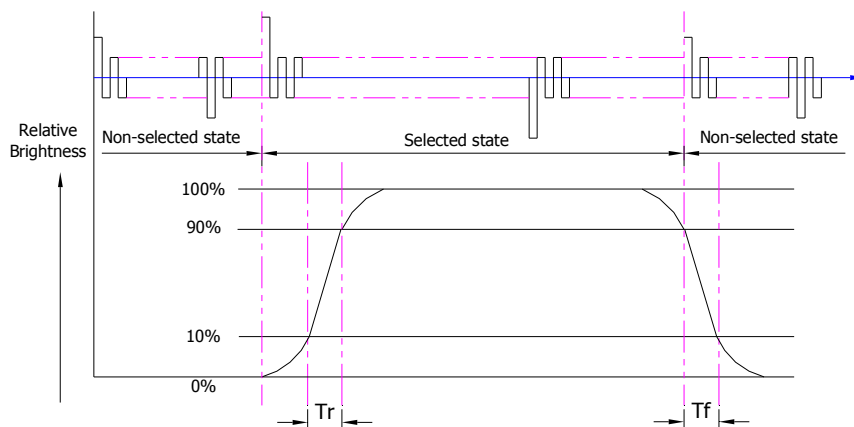 Relative
Brightness
Non-selected state
Selected state
Non-selected state
100%
90%
10%
0%
Tr
Tf